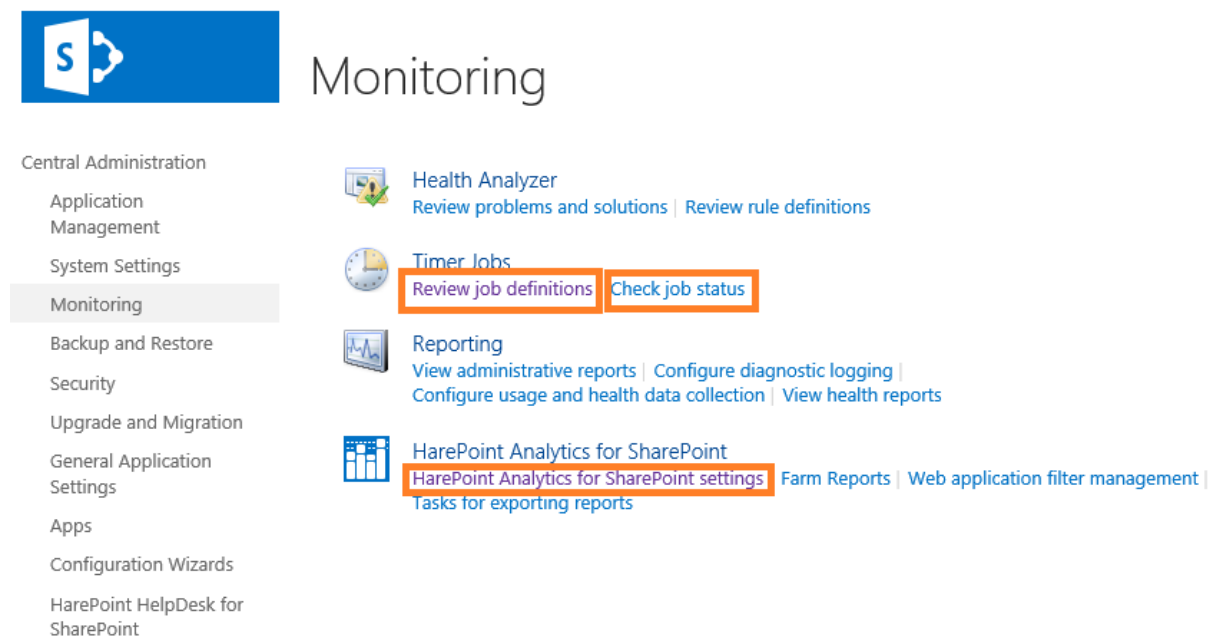 S
Monitoring
Central Administration
Application
Management
System Settings
Monitoring
Backup and Restore
Security
Upgrade and Migration
General Application
Settings
Apps
Configuration Wizards
HarePoint HelpDesk for
SharePoint
Health Analyzer
Review problems and solutions | Review rule definitions
Timer Jobs
Review job definitions Check job status
Reporting
View administrative reports | Configure diagnostic logging |
Configure usage and health data collection | View health reports
HarePoint Analytics for SharePoint
HarePoint Analytics for SharePoint settings Farm Reports | Web application filter management |
Tasks for exporting reports